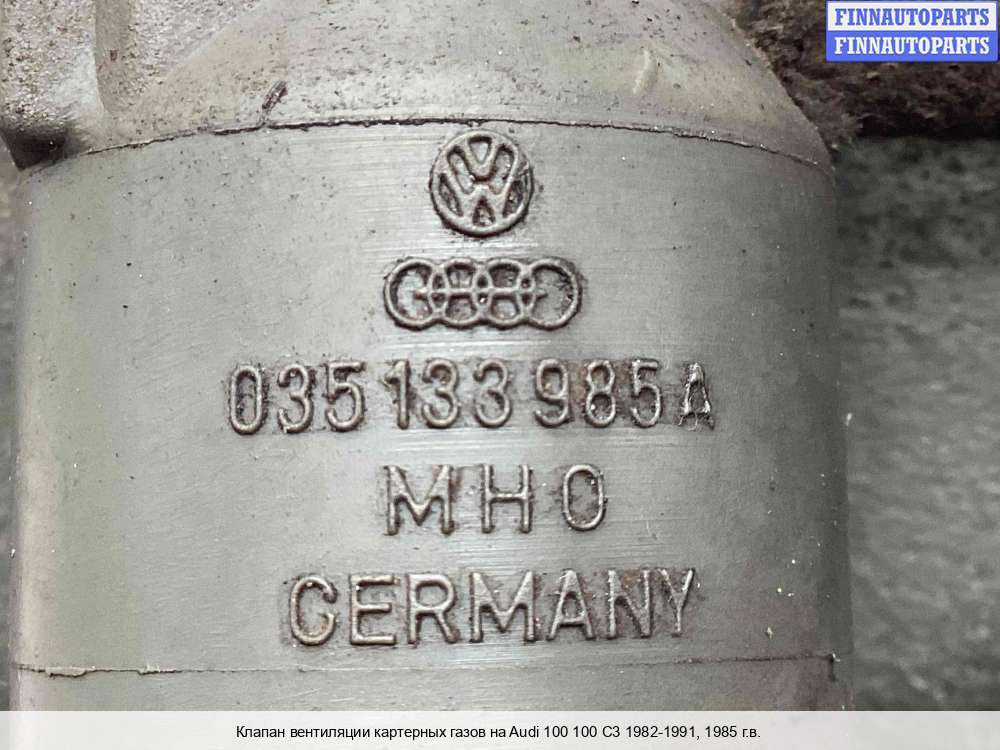 FINNAUTOPARTS
FINNAUTOPARTS
VW
035 133 985 A
MHO
GERMANY
Клапан вентиляции картерных газов на Audi 100 100 C3 1982-1991, 1985 г.в.